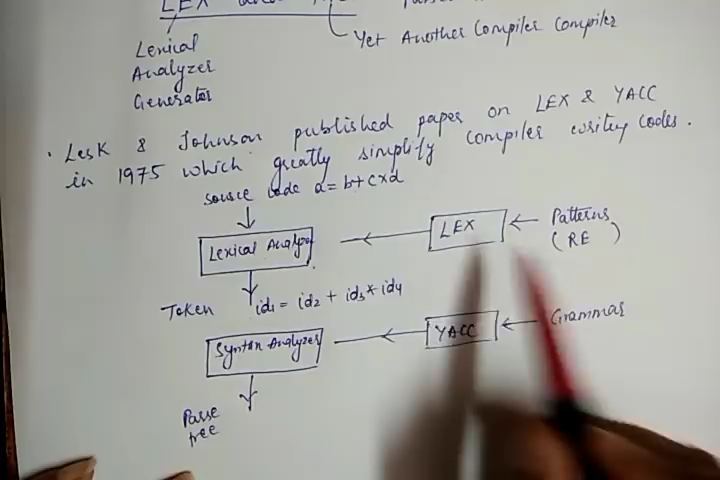 LEX
Yet Another Compiler Compiler
Lexical
Analyzer
Generator
. Lesk & Johnson published paper on LEX & YACC
in 1975 which greatly simplify compiler writing codes.
source code a = b + c × d
Lexical Analyzer
LEX
Patterns
(RE)
Token
id1 = id2 + id3 * id4
Syntax Analyzer
YACC
Grammar
Parse
tree